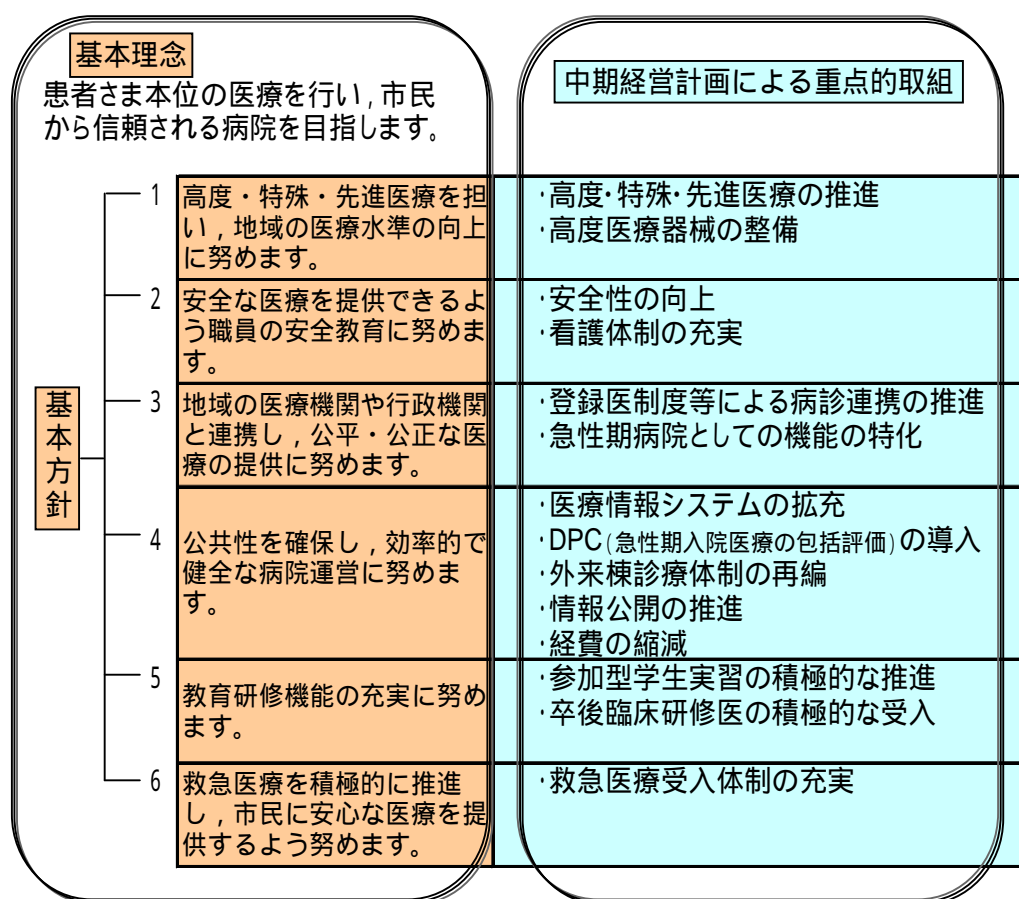 基本理念
患者さま本位の医療を行い,市民
から信頼される病院を目指します。
中期経営計画による重点的取組
基本方針
1
高度・特殊・先進医療を担
い,地域の医療水準の向上
に努めます。
・高度・特殊・先進医療の推進
・高度医療器械の整備
2
安全な医療を提供できるよ
う職員の安全教育に努めま
す。
・安全性の向上
・看護体制の充実
3
地域の医療機関や行政機関
と連携し,公平・公正な医
療の提供に努めます。
・登録医制度等による病診連携の推進
・急性期病院としての機能の特化
4
公共性を確保し,効率的で
健全な病院運営に努めま
す。
・医療情報システムの拡充
・DPC(急性期入院医療の包括評価)の導入
・外来棟診療体制の再編
・情報公開の推進
・経費の縮減
5
教育研修機能の充実に努め
ます。
・参加型学生実習の積極的な推進
・卒後臨床研修医の積極的な受入
6
救急医療を積極的に推進
し,市民に安心な医療を提
供するよう努めます。
・救急医療受入体制の充実